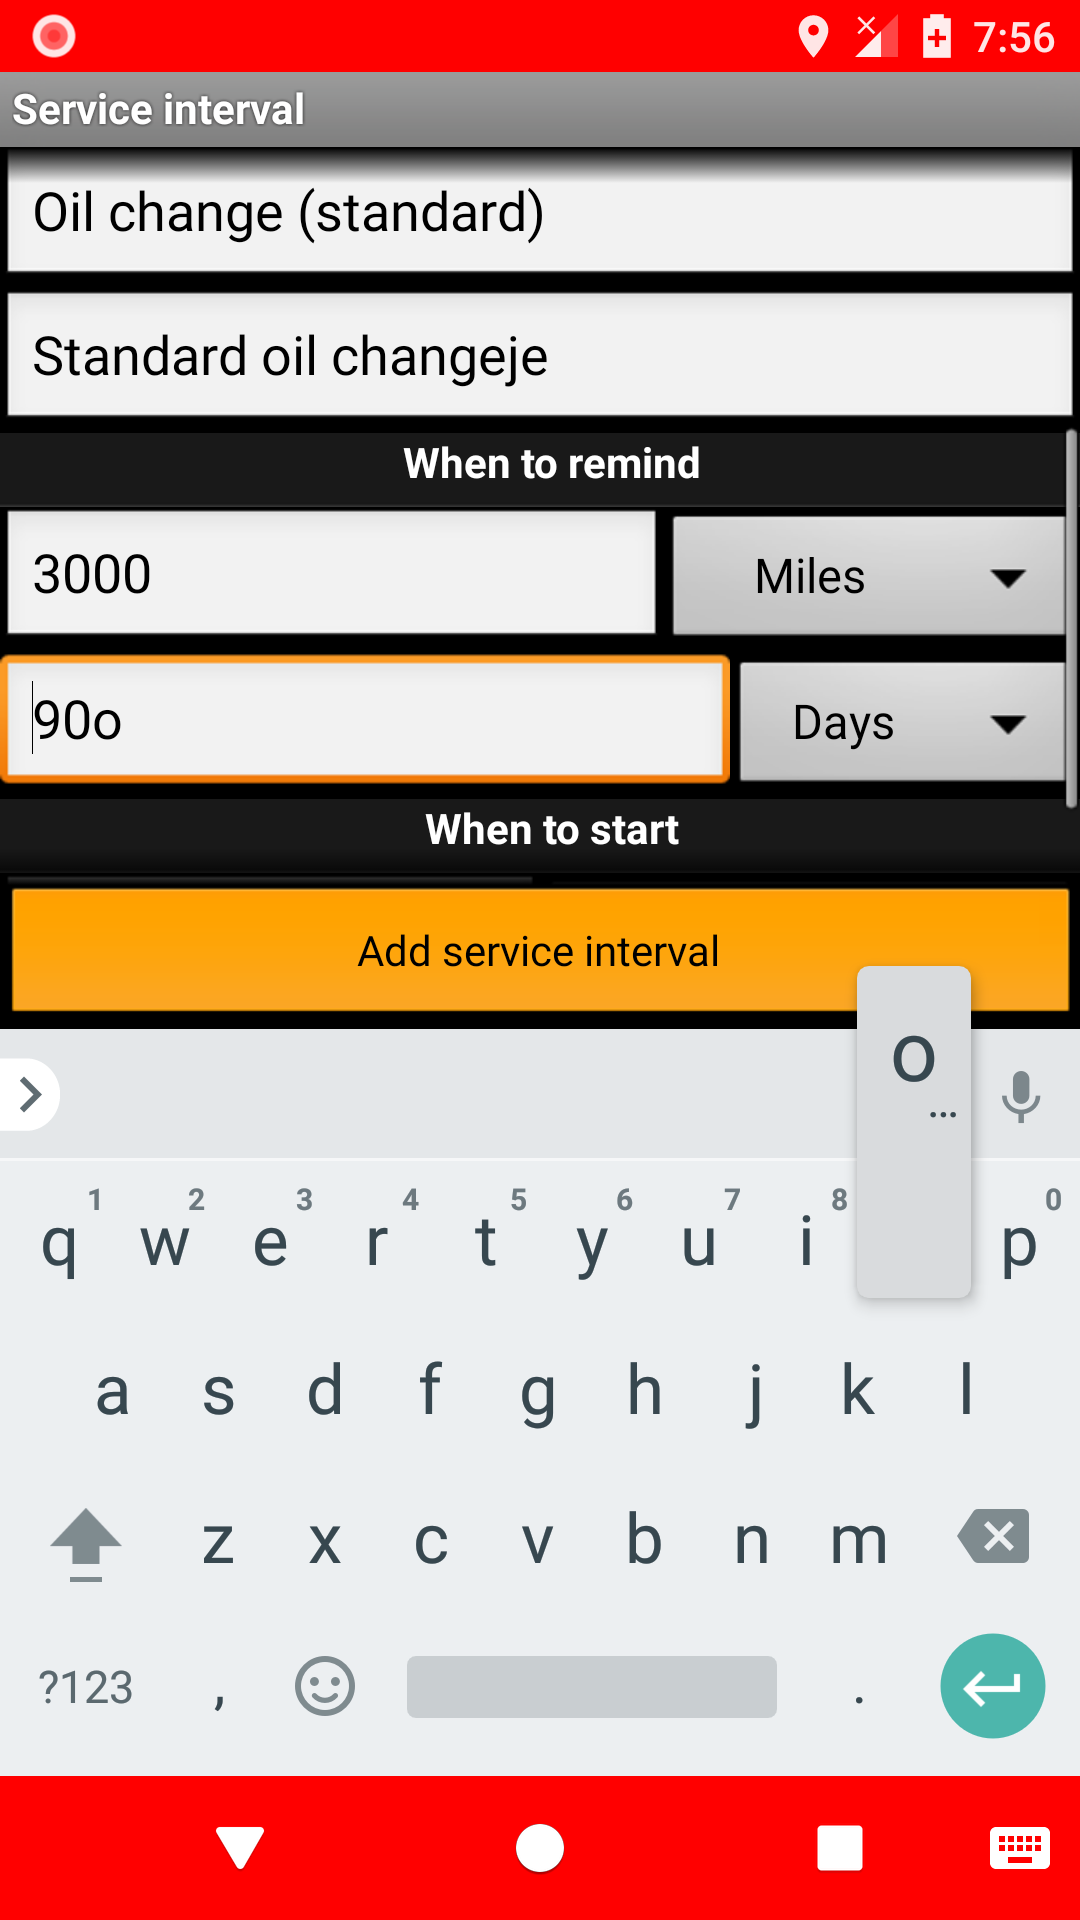 7:56
Service interval
Oil change (standard)
Standard oil changeje
When to remind
3000 Miles
90o Days
When to start
Add service interval
o
...
1 2 3 4 5 6 7 8 0
q w e r t y u i p
a s d f g h j k l
z x c v b n m
?123 , .